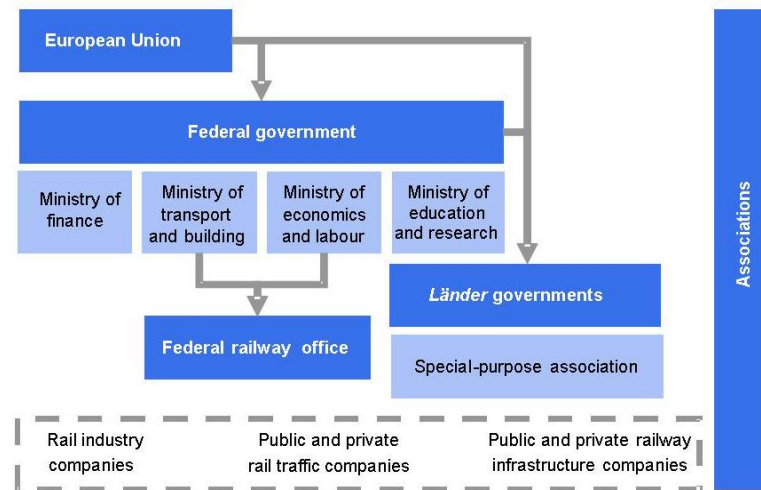 European Union
Federal government
Ministry of
finance
Ministry of
transport
and building
Ministry of
economics
and labour
Ministry of
education
and research
Länder governments
Federal railway office
Special-purpose association
Rail industry
companies
Public and private
rail traffic companies
Public and private railway
infrastructure companies
Associations